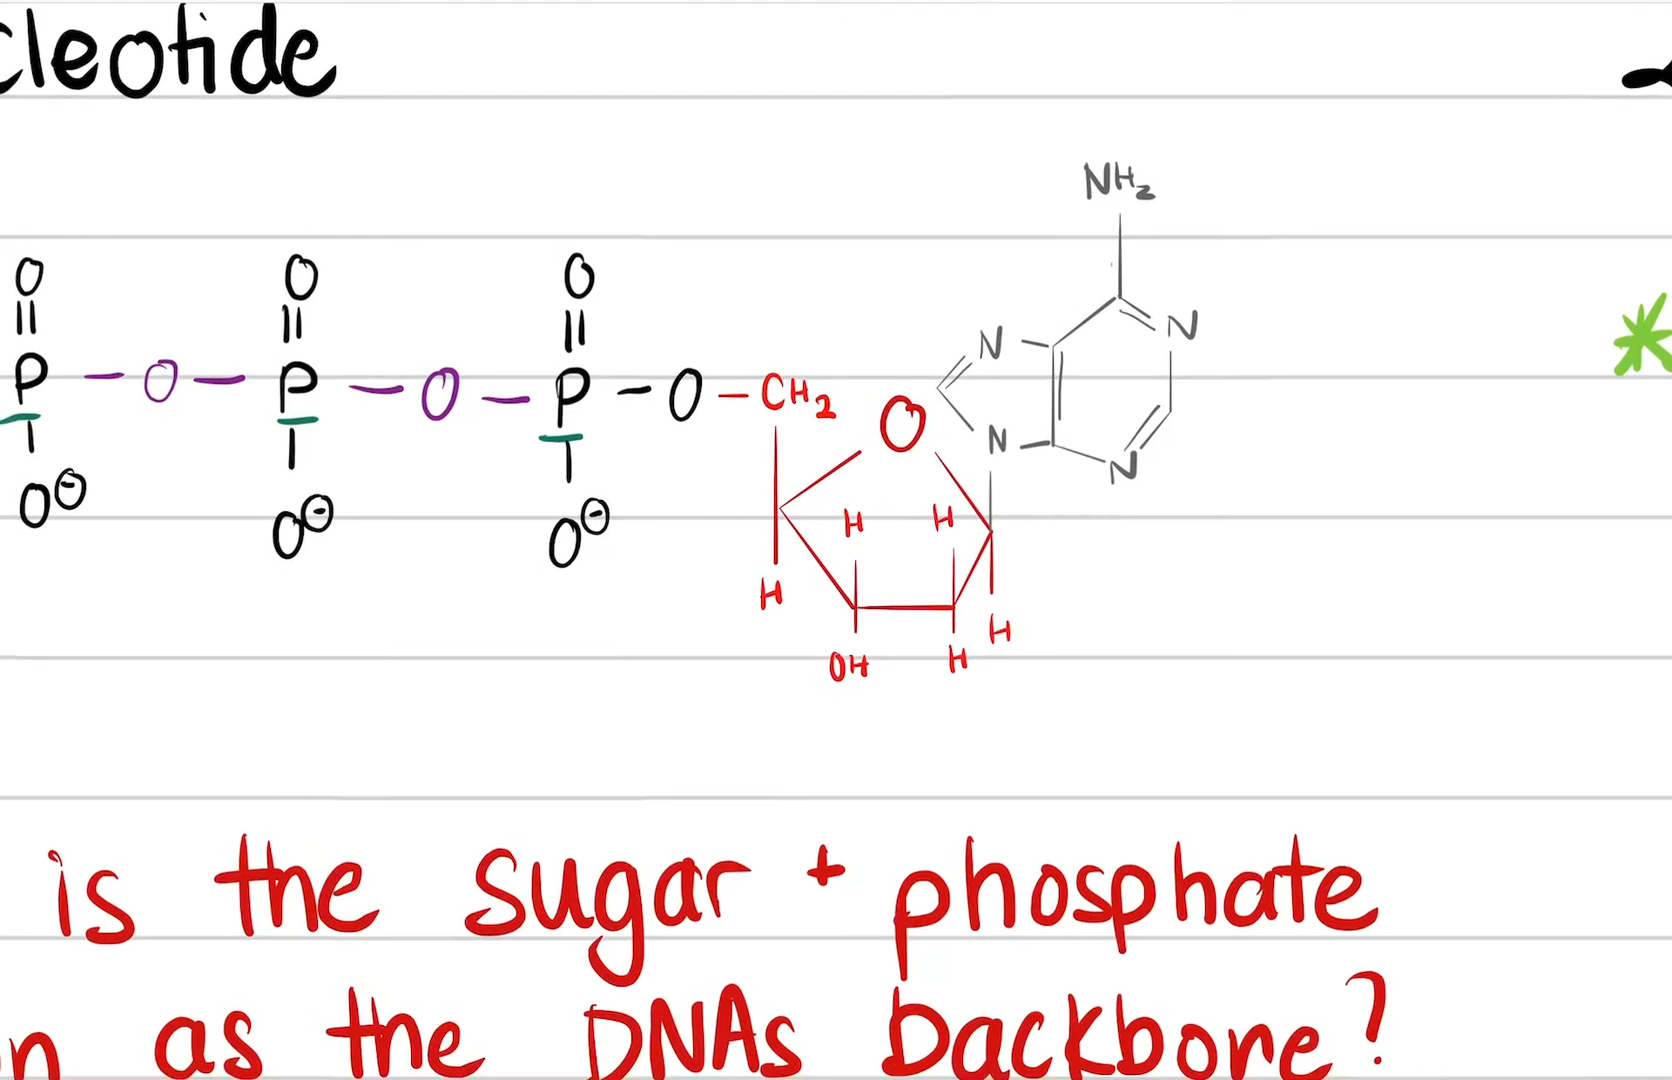 cleotide
NH2
O O O
P - O - P - O - P - O - CH2 O
N N
N N
O⊖ O⊖ O⊖
H H
H H
OH H
is the sugar + phosphate
n as the DNAs backbone?